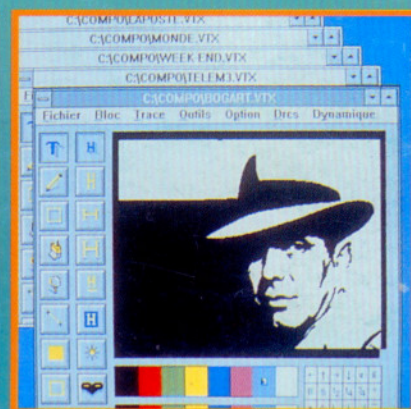 C:\COMPO\LAPOSTE.VTX
C:\COMPO\MONDE.VTX
C:\COMPO\WEEK END.VTX
C:\COMPO\TELEM3.VTX
C:\COMPO\BOGART.VTX
Fichier Bloc Trace Outils Option Drcs Dynamique
T H
H
H
H
H
H